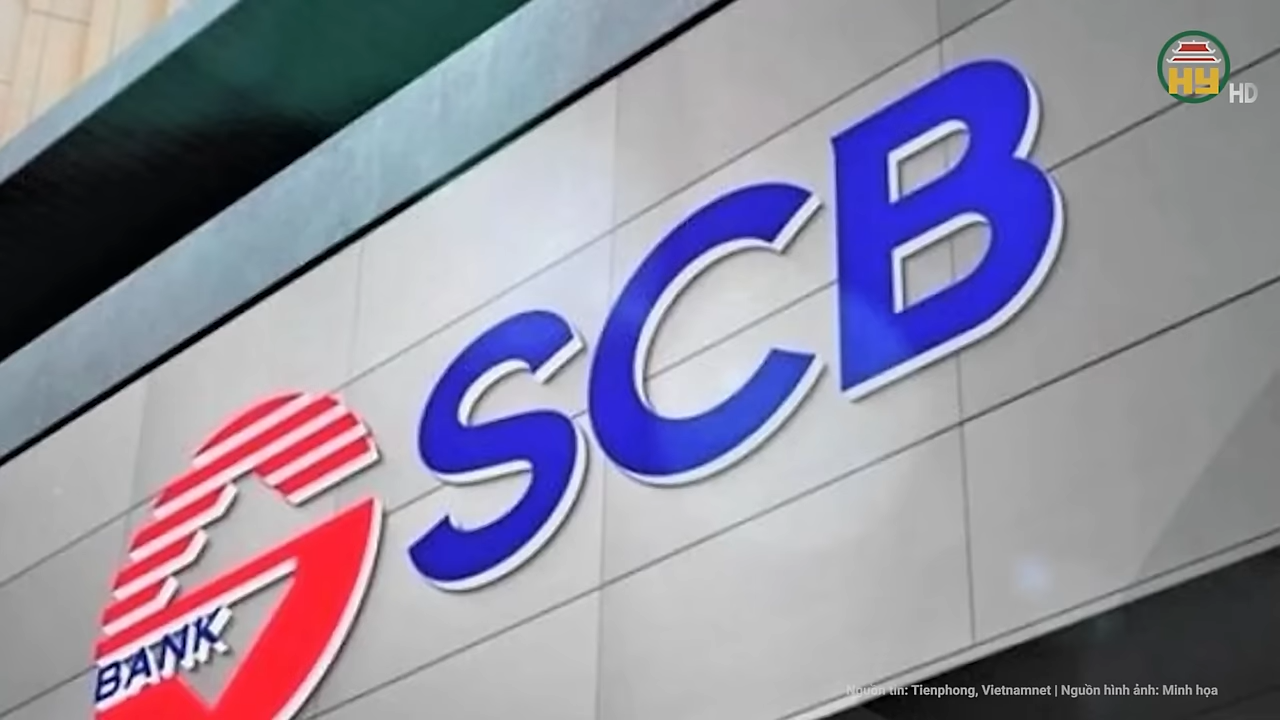 HY
HD
SCB
BANK
Nguồn tin: Tienphong, Vietnamnet | Nguồn hình ảnh: Minh họa